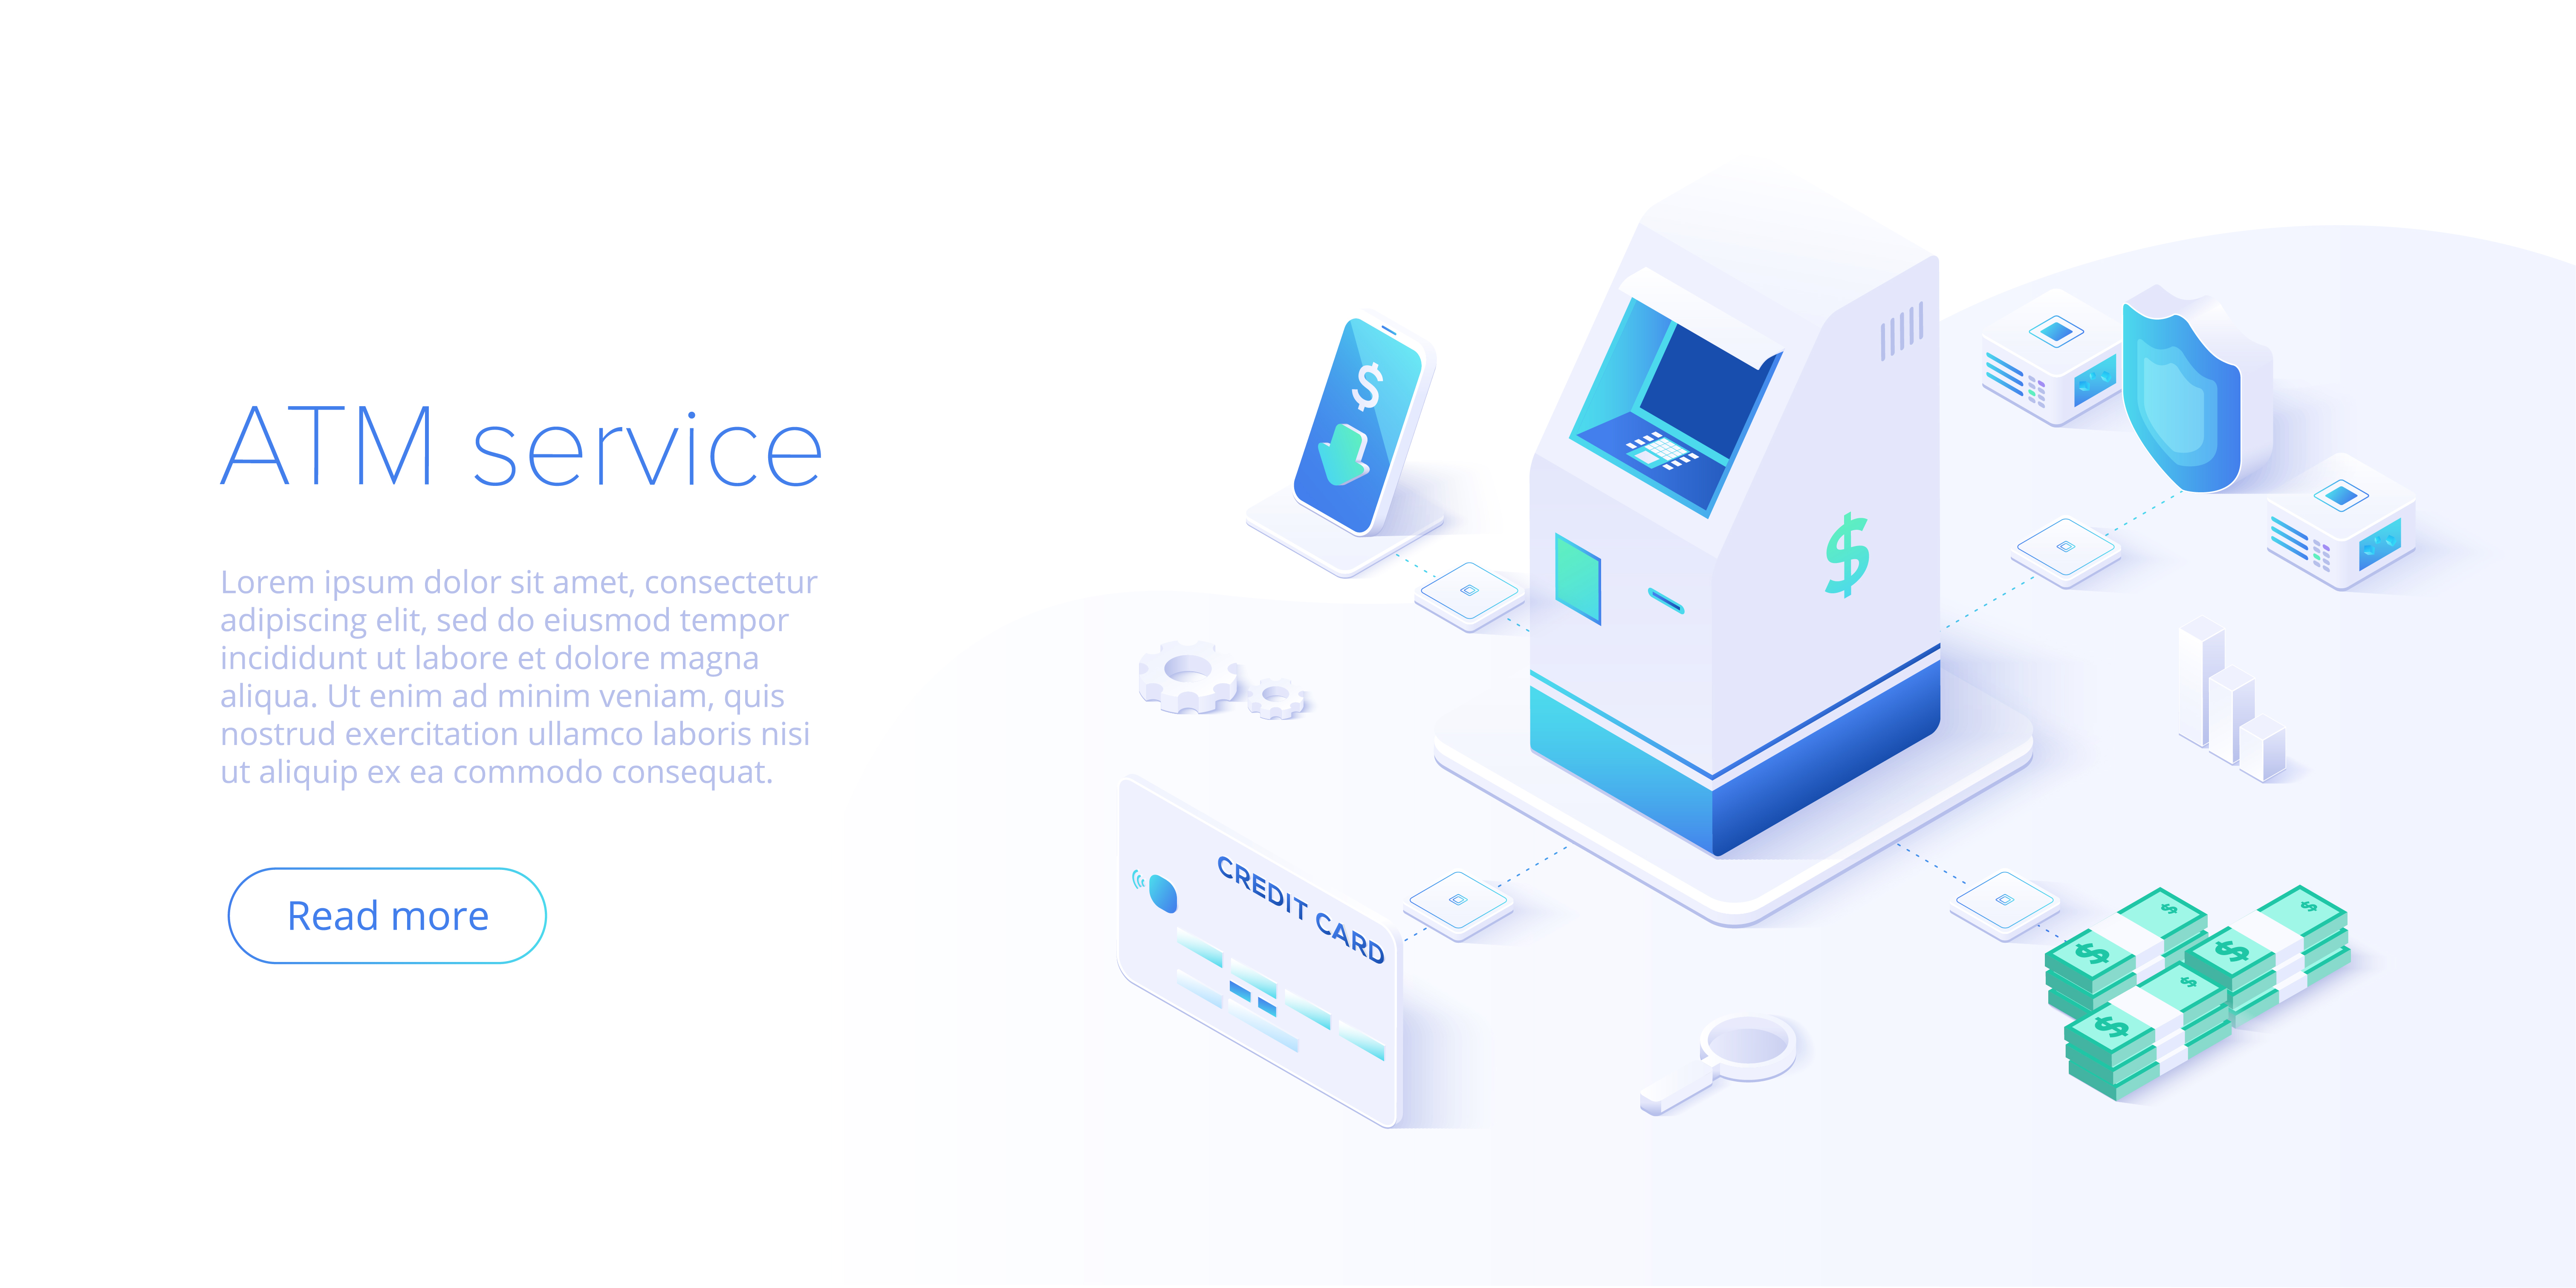 ATM service
Lorem ipsum dolor sit amet, consectetur
adipiscing elit, sed do eiusmod tempor
incididunt ut labore et dolore magna
aliqua. Ut enim ad minim veniam, quis
nostrud exercitation ullamco laboris nisi
ut aliquip ex ea commodo consequat.
Read more
$
$
CREDIT CARD
$
$
$
$
$
$